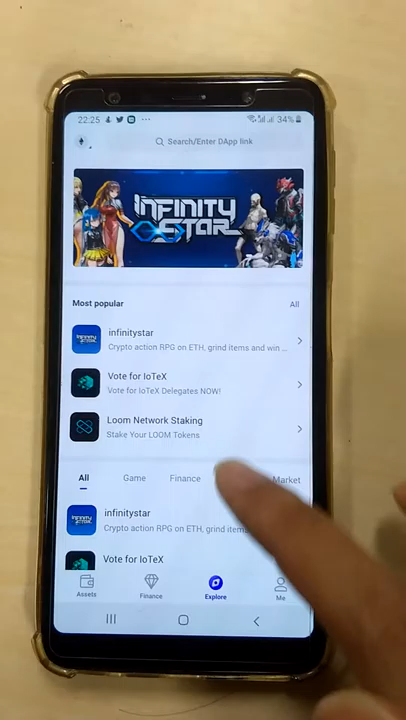 22:25
34%
Search/Enter DApp link
INFINITY
STAR
Most popular
All
infinitystar
Crypto action RPG on ETH, grind items and win ...
Vote for IoTeX
Vote for IoTeX Delegates NOW!
Loom Network Staking
Stake Your LOOM Tokens
All Game Finance Market
infinitystar
Crypto action RPG on ETH, grind items
Vote for IoTeX
Assets Finance Explore Me